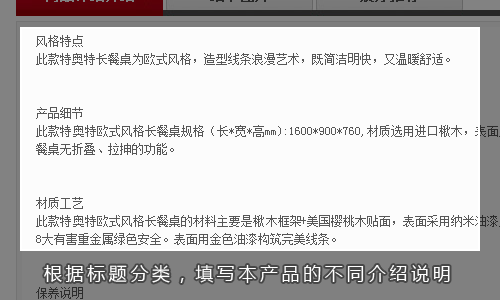 风格特点
此款特奥特长餐桌为欧式风格，造型线条浪漫艺术，既简洁明快，又温暖舒适。
产品细节
此款特奥特欧式风格长餐桌规格（长*宽*高mm):1600*900*760,材质选用进口楸木，表面
餐桌无折叠、拉抻的功能。
材质工艺
此款特奥特欧式风格长餐桌的材料主要是楸木框架+美国樱桃木贴面，表面采用纳米油漆
8大有害重金属绿色安全。表面用金色油漆构筑完美线条。
根据标题分类，填写本产品的不同介绍说明
保养说明